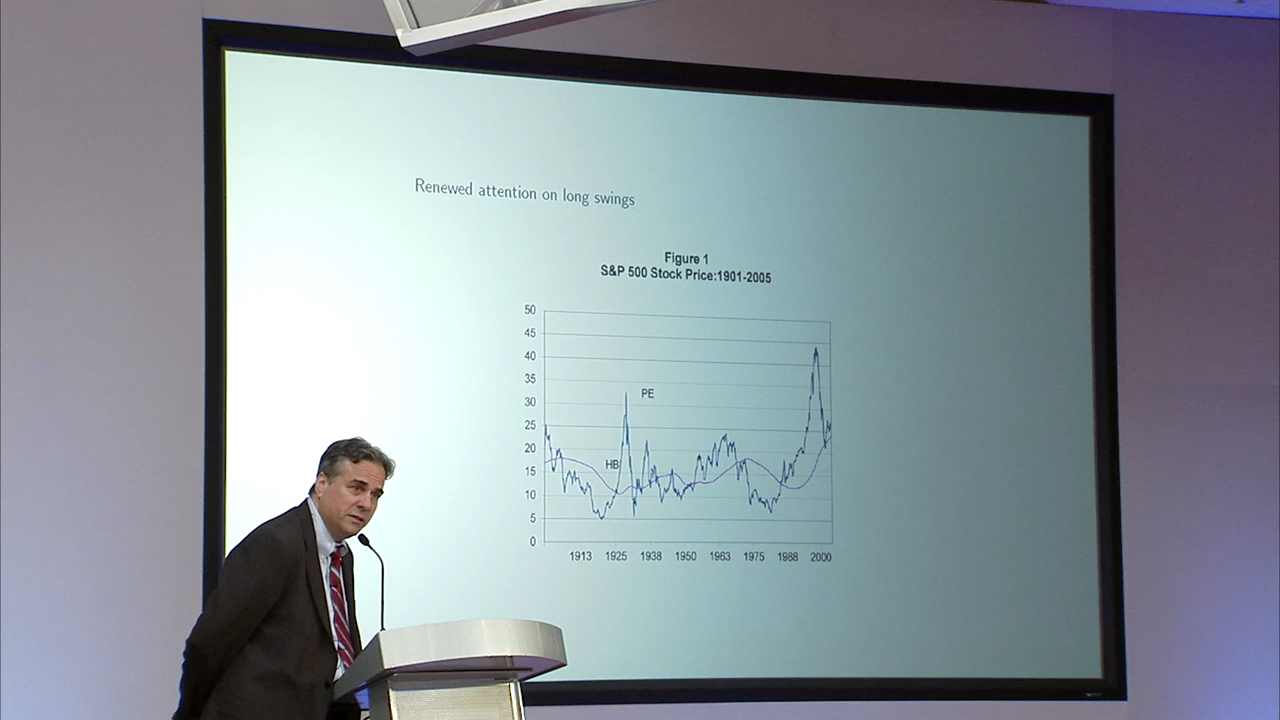 Renewed attention on long swings
Figure 1
S&P 500 Stock Price:1901-2005
50
45
40
35
30
25
20
15
10
5
0
PE
HB
1913 1925 1938 1950 1963 1975 1988 2000